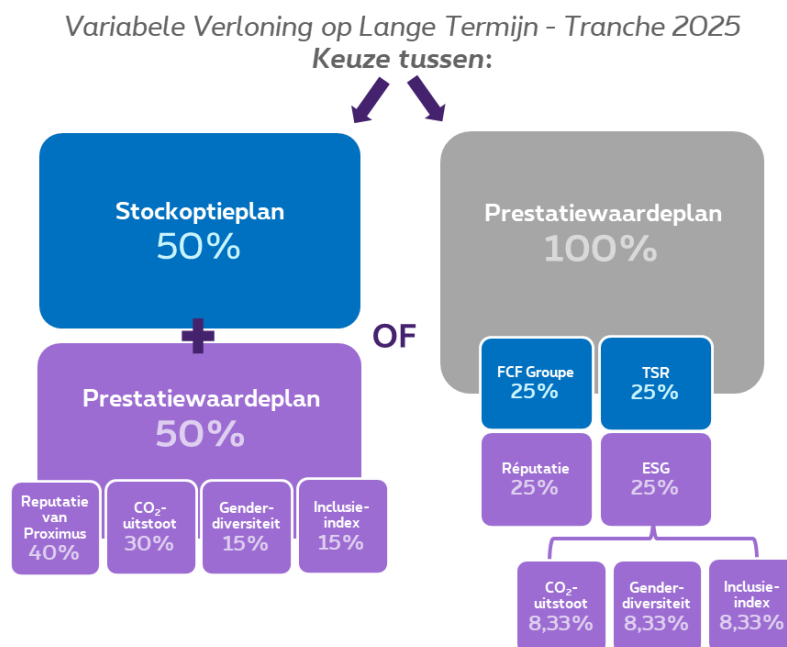 Variabele Verloning op Lange Termijn - Tranche 2025
Keuze tussen:
Stockoptieplan
50%
+
Prestatiewaardeplan
50%
Reputatie
van
Proximus
40%
CO₂-
uitstoot
30%
Gender-
diversiteit
15%
Inclusie-
index
15%
OF
Prestatiewaardeplan
100%
FCF Groupe
25%
TSR
25%
Réputatie
25%
ESG
25%
CO₂-
uitstoot
8,33%
Gender-
diversiteit
8,33%
Inclusie-
index
8,33%